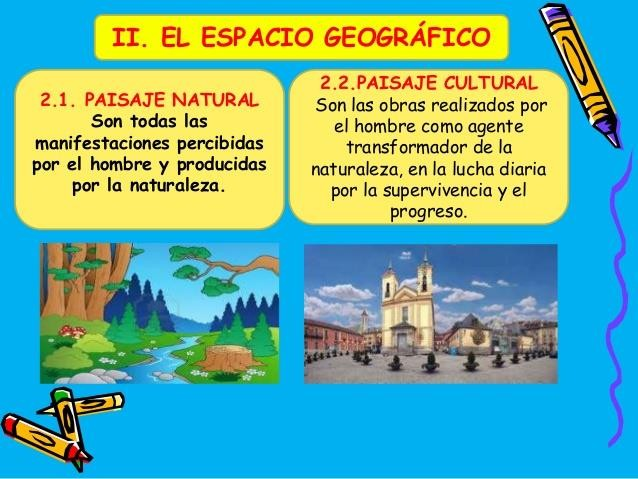 II. EL ESPACIO GEOGRÁFICO
2.1. PAISAJE NATURAL
Son todas las
manifestaciones percibidas
por el hombre y producidas
por la naturaleza.
2.2.PAISAJE CULTURAL
Son las obras realizados por
el hombre como agente
transformador de la
naturaleza, en la lucha diaria
por la supervivencia y el
progreso.